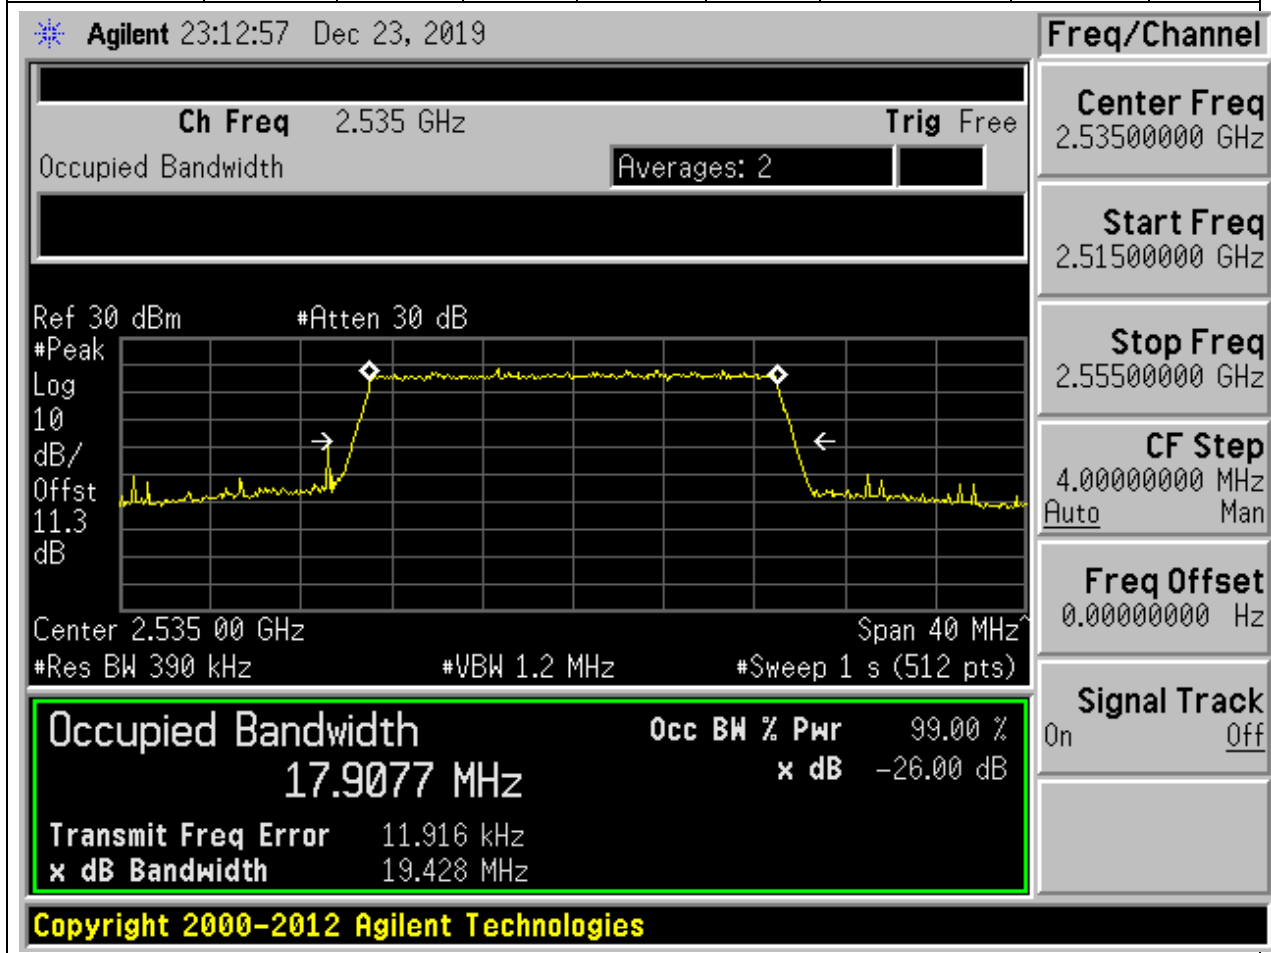 Agilent 23:12:57 Dec 23, 2019
Freq/Channel
Ch Freq 2.535 GHz Trig Free
Occupied Bandwidth Averages: 2
Center Freq
2.53500000 GHz
Start Freq
2.51500000 GHz
Stop Freq
2.55500000 GHz
CF Step
4.00000000 MHz
Auto Man
Freq Offset
0.00000000 Hz
Signal Track
On Off
Ref 30 dBm #Atten 30 dB
#Peak
Log
10
dB/
Offst
11.3
dB
Center 2.535 00 GHz Span 40 MHz^
#Res BW 390 kHz #VBW 1.2 MHz #Sweep 1 s (512 pts)
Occupied Bandwidth Occ BW % Pwr 99.00 %
17.9077 MHz x dB -26.00 dB
Transmit Freq Error 11.916 kHz
x dB Bandwidth 19.428 MHz
Copyright 2000-2012 Agilent Technologies